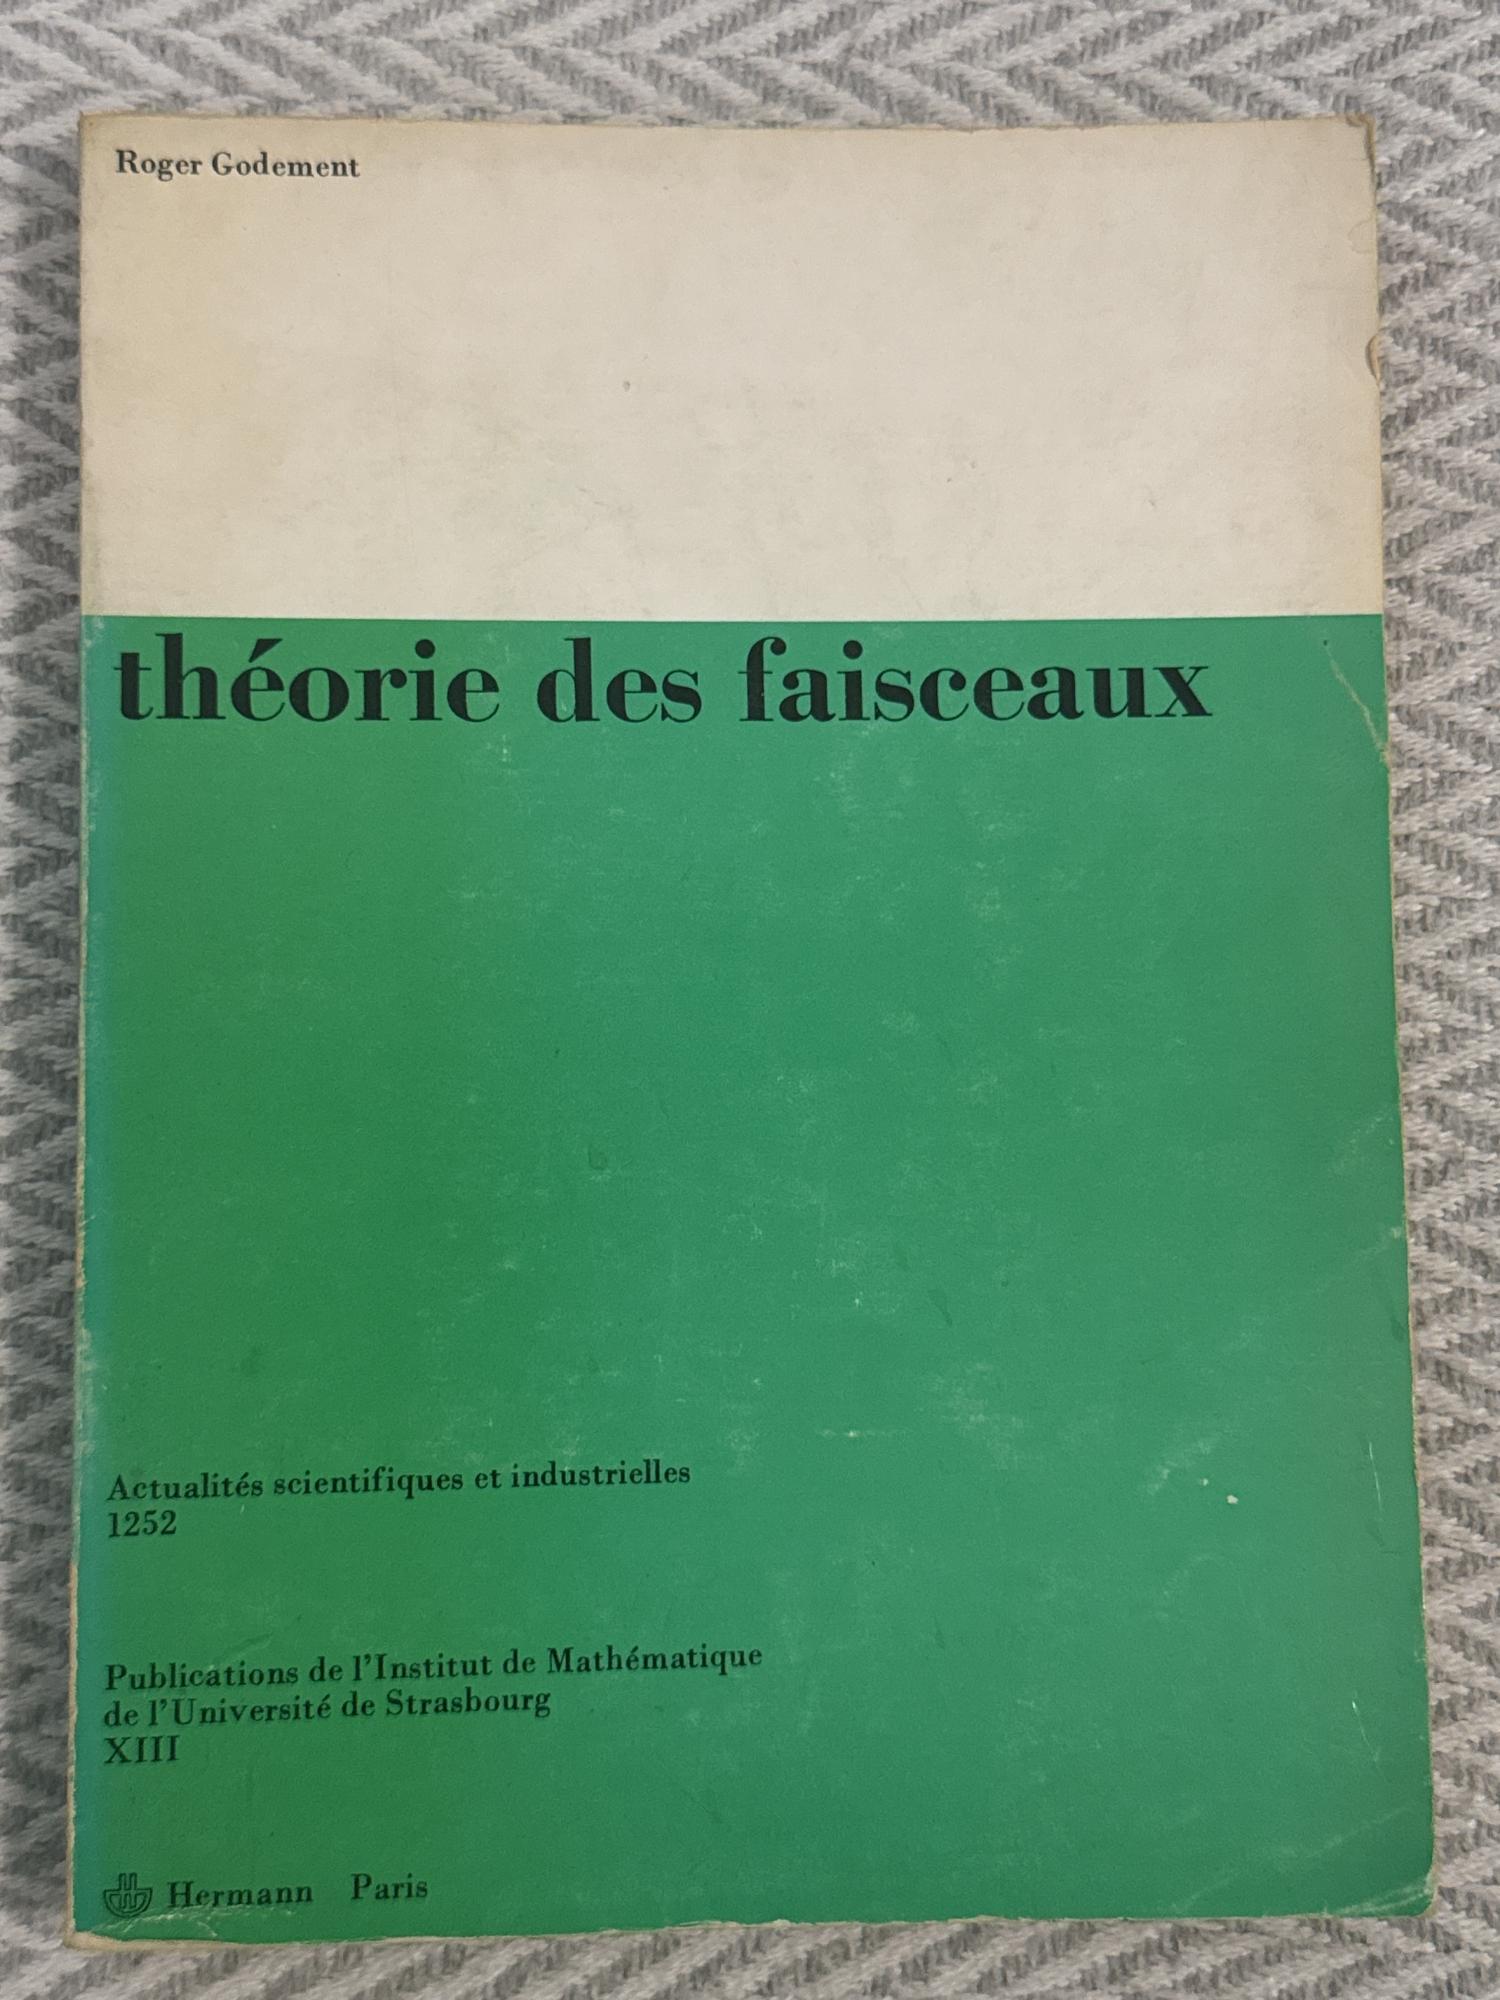 Roger Godement
théorie des faisceaux
Actualités scientifiques et industrielles
1252
Publications de l'Institut de Mathématique
de l'Université de Strasbourg
XIII
Hermann Paris